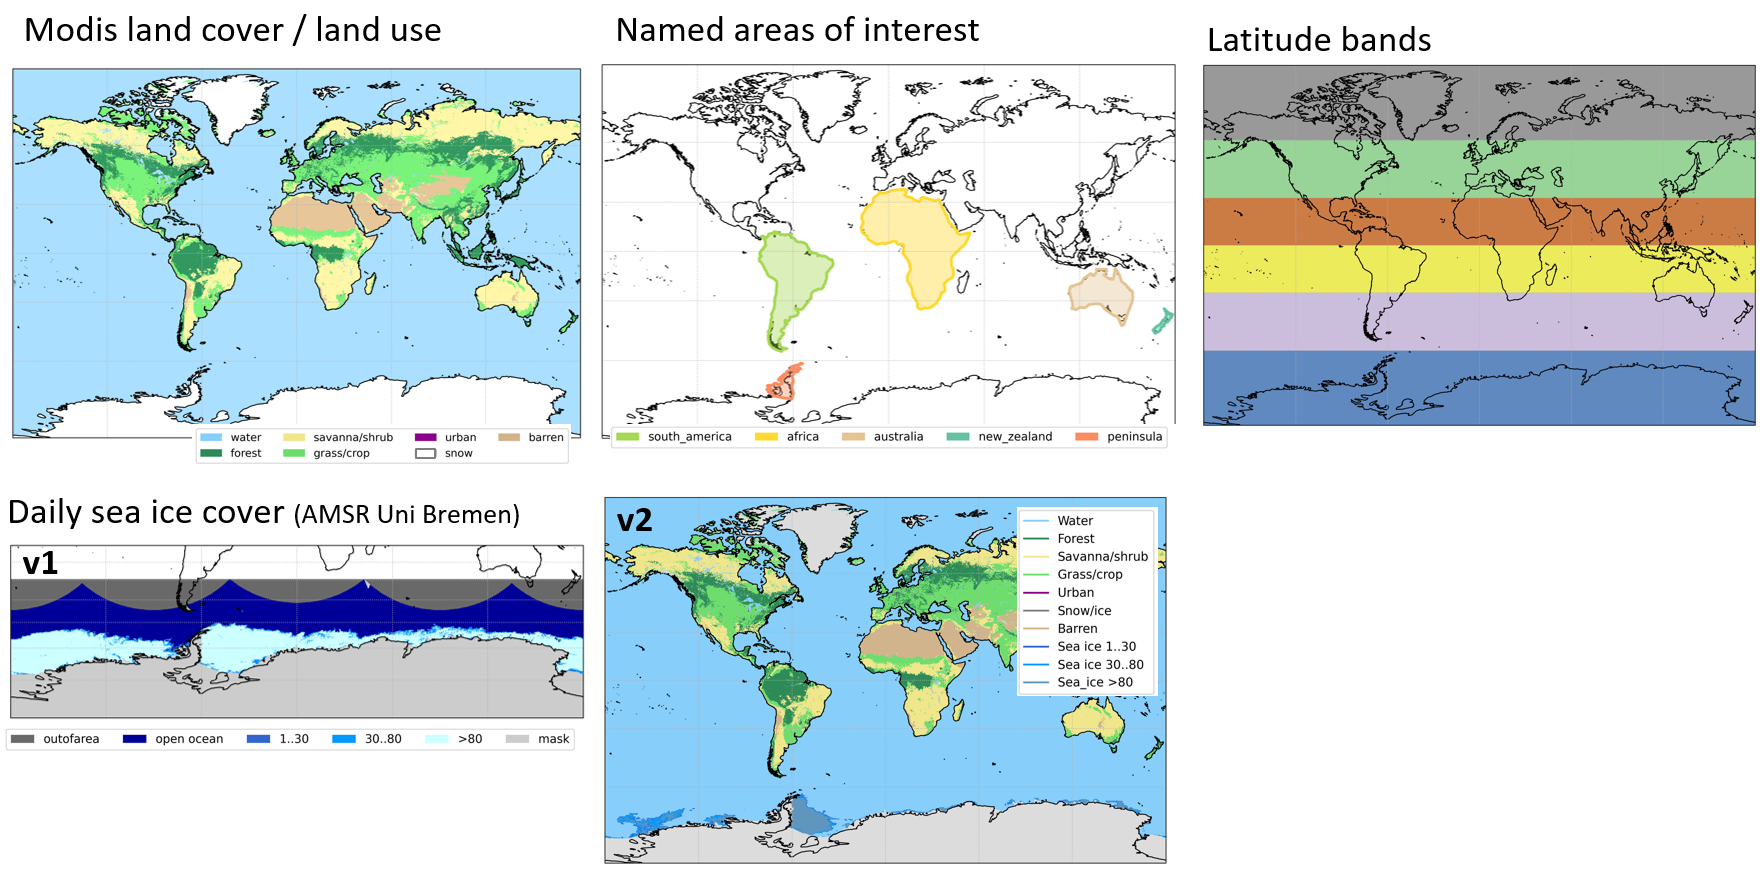 Modis land cover / land use
Named areas of interest
Latitude bands
water savanna/shrub urban barren
forest grass/crop snow
south_america africa australia new_zealand peninsula
Daily sea ice cover (AMSR Uni Bremen)
v1
outofarea open ocean 1..30 30..80 >80 mask
v2
Water
Forest
Savanna/shrub
Grass/crop
Urban
Snow/ice
Barren
Sea ice 1..30
Sea ice 30..80
Sea_ice >80